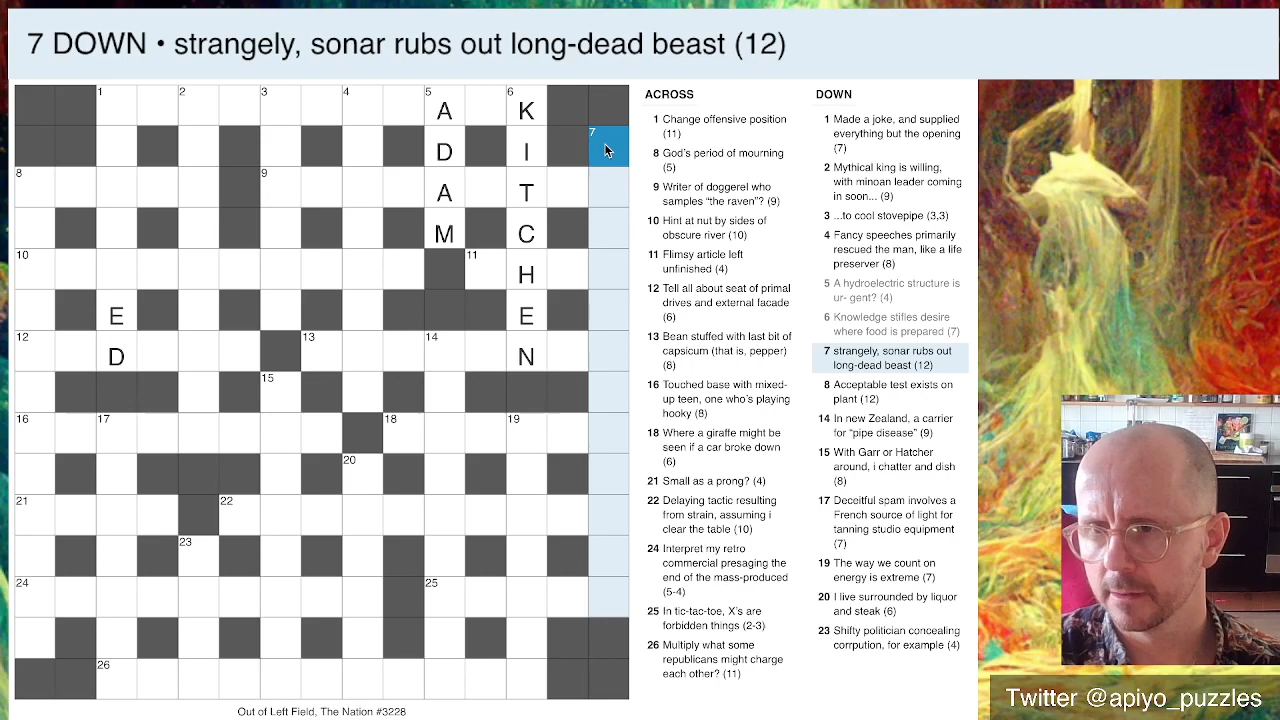 7 DOWN • strangely, sonar rubs out long-dead beast (12)
1 2 3 4 5 A 6 K
D I 7
8 9 A T
M C
10 11 H
E E
12 D 13 14 N
15
16 17 18 19
20
21 22
23
24 25
26
Out of Left Field, The Nation #3228
ACROSS
1 Change offensive position
(11)
8 God's period of mourning
(5)
9 Writer of doggerel who
samples “the raven”? (9)
10 Hint at nut by sides of
obscure river (10)
11 Flimsy article left
unfinished (4)
12 Tell all about seat of primal
drives and external facade
(6)
13 Bean stuffed with last bit of
capsicum (that is, pepper)
(8)
16 Touched base with mixed-
up teen, one who's playing
hooky (8)
18 Where a giraffe might be
seen if a car broke down
(6)
21 Small as a prong? (4)
22 Delaying tactic resulting
from strain, assuming i
clear the table (10)
24 Interpret my retro
commercial presaging the
end of the mass-produced
(5-4)
25 In tic-tac-toe, X's are
forbidden things (2-3)
26 Multiply what some
republicans might charge
each other? (11)
DOWN
1 Made a joke, and supplied
everything but the opening
(7)
2 Mythical king is willing,
with minoan leader coming
in soon... (9)
3 ...to cool stovepipe (3,3)
4 Fancy speeches primarily
rescued the man, like a life
preserver (8)
5 A hydroelectric structure is
ur- gent? (4)
6 Knowledge stifles desire
where food is prepared (7)
7 strangely, sonar rubs out
long-dead beast (12)
8 Acceptable test exists on
plant (12)
14 In new Zealand, a carrier
for “pipe disease” (9)
15 With Garr or Hatcher
around, i chatter and dish
(8)
17 Deceitful spam involves a
French source of light for
tanning studio equipment
(7)
19 The way we count on
energy is extreme (7)
20 I live surrounded by liquor
and steak (6)
23 Shifty politician concealing
corrpution, for example (4)
Twitter @apiyo_puzzles